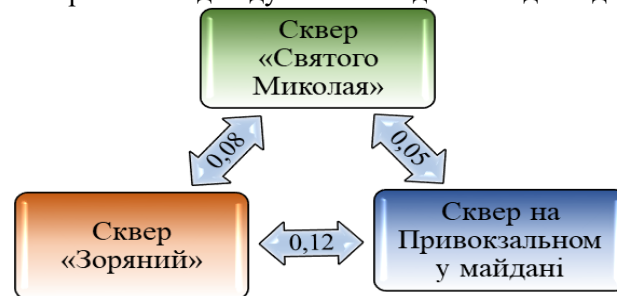 Сквер
«Святого
Миколая»
0,08
0,05
Сквер
«Зоряний»
0,12
Сквер на
Привокзальном
у майдані